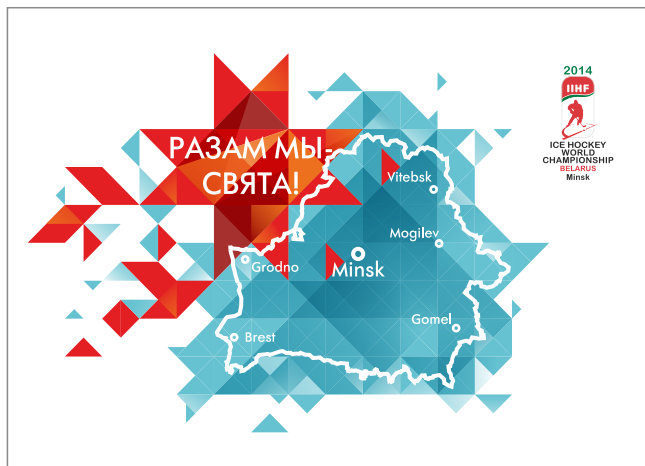 РАЗАМ МЫ-
СВЯТА!
2014
IIHF
ICE HOCKEY
WORLD
CHAMPIONSHIP
BELARUS
Minsk
Vitebsk
Mogilev
Grodno
Minsk
Gomel
Brest